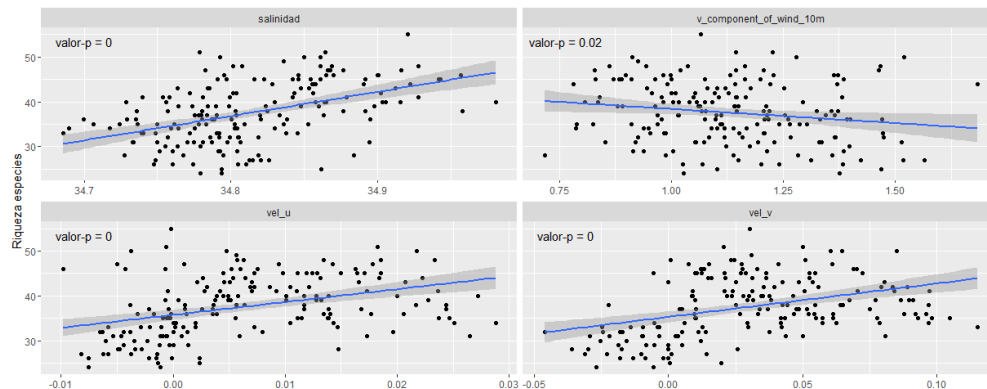 salinidad
v_component_of_wind_10m
valor-p = 0
valor-p = 0.02
50
40
30
34.7
34.8
34.9
0.75
1.00
1.25
1.50
Riqueza especies
vel_u
vel_v
valor-p = 0
valor-p = 0
50
40
30
-0.01
0.00
0.01
0.02
0.03
-0.05
0.00
0.05
0.10